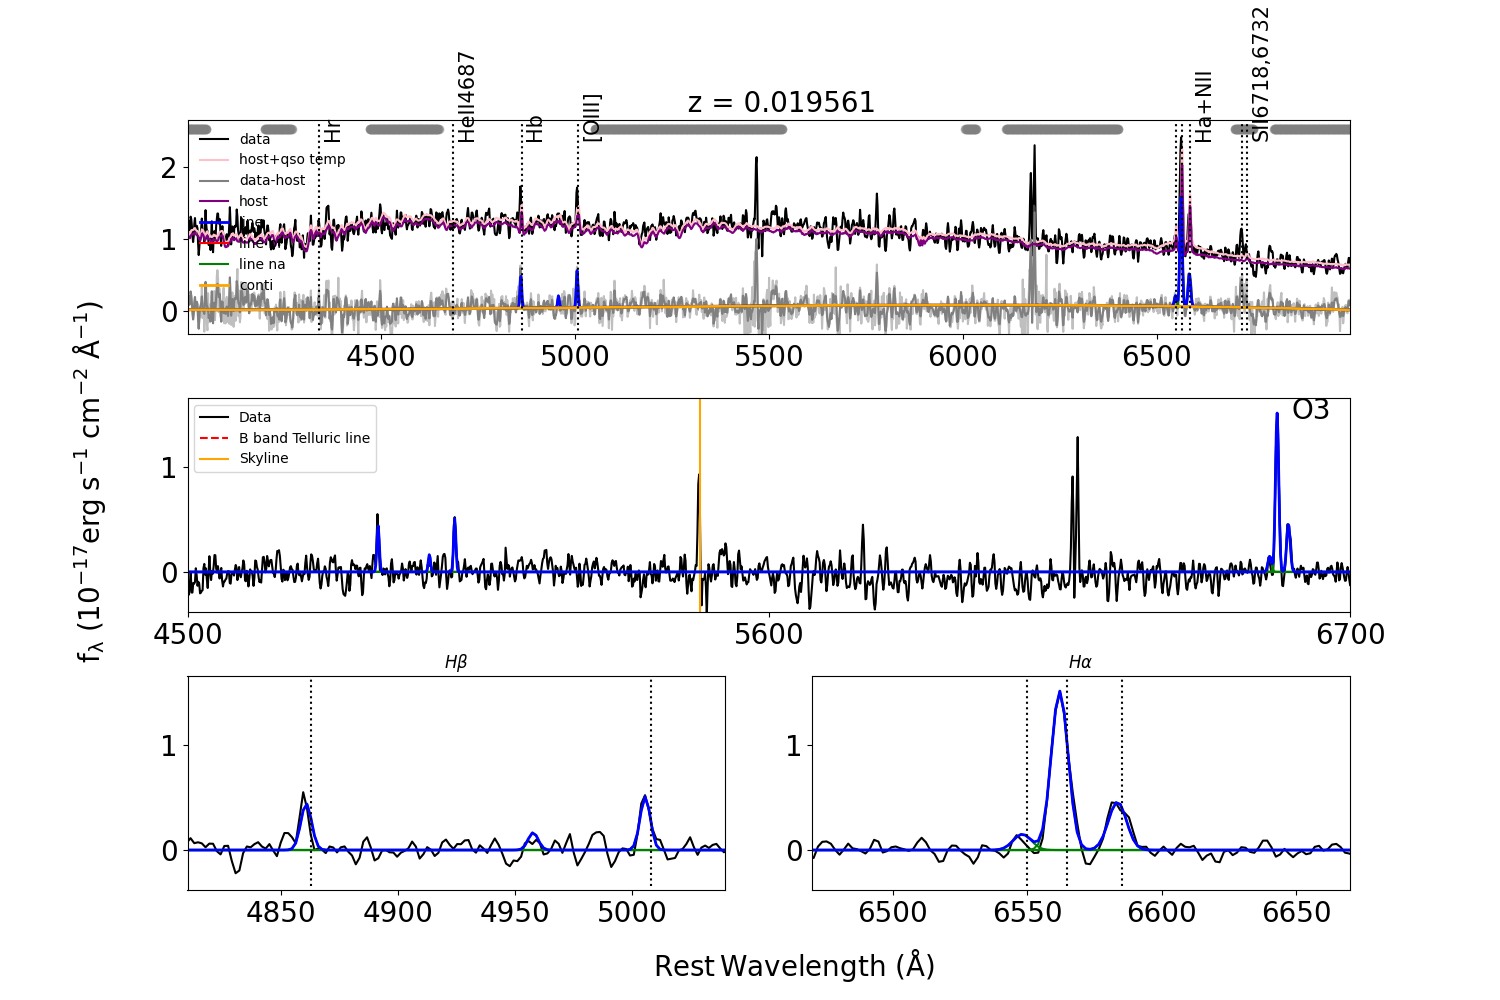 z = 0.019561
Hr
HeII4687
Hb
[OIII]
Ha+NII
SII6718,6732
data
host+qso temp
data-host
host
line
line
line na
conti
2
1
0
4500
5000
5500
6000
6500
O3
Data
B band Telluric line
Skyline
1
0
4500
5600
6700
fλ (10⁻¹⁷erg s⁻¹ cm⁻² Å⁻¹)
Hβ
1
0
4850
4900
4950
5000
Hα
1
0
6500
6550
6600
6650
Rest Wavelength (Å)